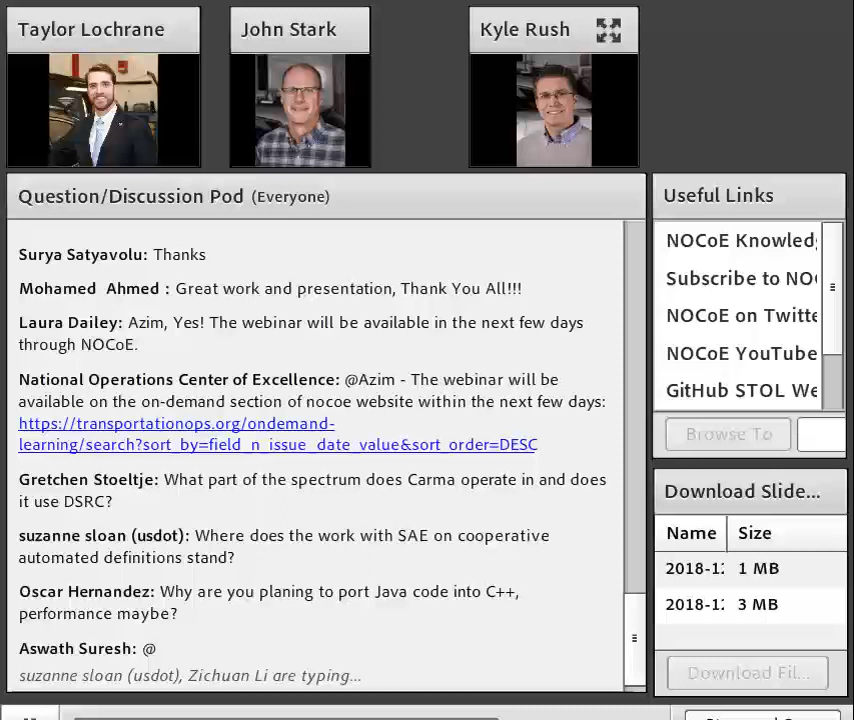 Taylor Lochrane
John Stark
Kyle Rush
Question/Discussion Pod (Everyone)
Surya Satyavolu: Thanks
Mohamed Ahmed : Great work and presentation, Thank You All!!!
Laura Dailey: Azim, Yes! The webinar will be available in the next few days
through NOCoE.
National Operations Center of Excellence: @Azim - The webinar will be
available on the on-demand section of nocoe website within the next few days:
https://transportationops.org/ondemand-
learning/search?sort_by=field_n_issue_date_value&sort_order=DESC
Gretchen Stoeltje: What part of the spectrum does Carma operate in and does
it use DSRC?
suzanne sloan (usdot): Where does the work with SAE on cooperative
automated definitions stand?
Oscar Hernandez: Why are you planing to port Java code into C++,
performance maybe?
Aswath Suresh: @
suzanne sloan (usdot), Zichuan Li are typing...
Useful Links
NOCoE Knowled
Subscribe to NO
NOCoE on Twitte
NOCoE YouTube
GitHub STOL We
Browse To
Download Slide...
Name Size
2018-12 1 MB
2018-12 3 MB
Download Fil...